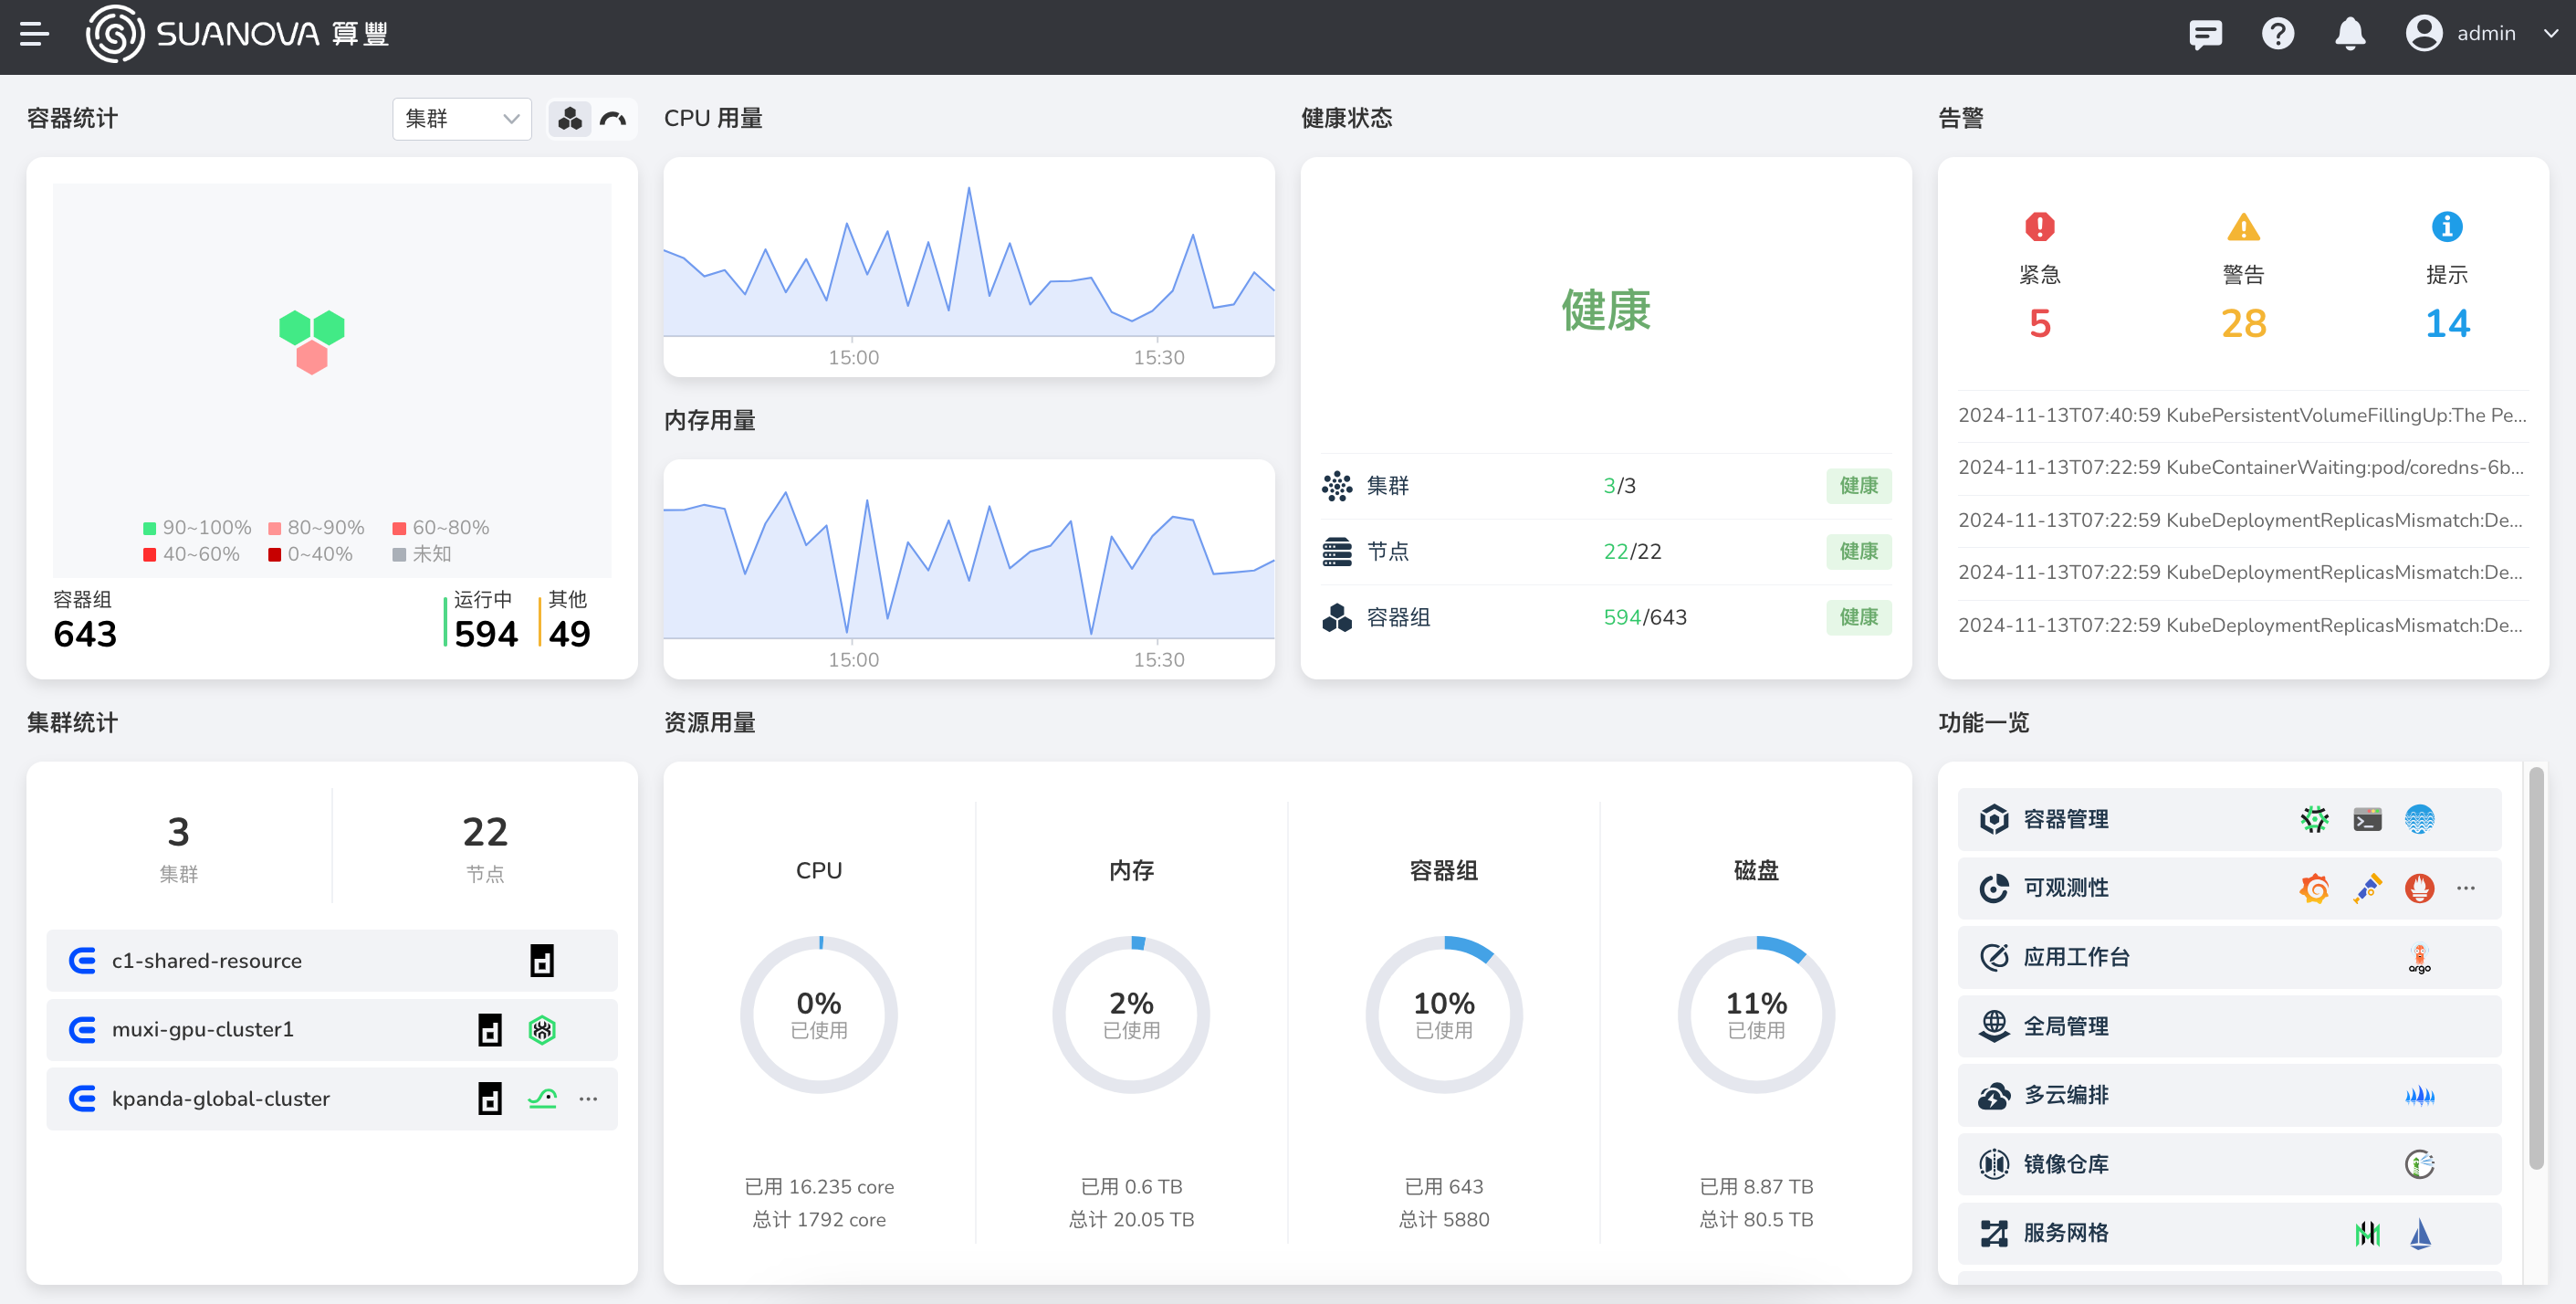 SUANOVA 算豐
admin
容器统计
集群
90~100%
80~90%
60~80%
40~60%
0~40%
未知
容器组
643
运行中
594
其他
49
CPU 用量
15:00
15:30
内存用量
15:00
15:30
健康状态
健康
集群
3/3
健康
节点
22/22
健康
容器组
594/643
健康
告警
紧急
5
警告
28
提示
14
2024-11-13T07:40:59 KubePersistentVolumeFillingUp:The Pe...
2024-11-13T07:22:59 KubeContainerWaiting:pod/coredns-6b...
2024-11-13T07:22:59 KubeDeploymentReplicasMismatch:De...
2024-11-13T07:22:59 KubeDeploymentReplicasMismatch:De...
2024-11-13T07:22:59 KubeDeploymentReplicasMismatch:De...
集群统计
3
集群
22
节点
c1-shared-resource
muxi-gpu-cluster1
kpanda-global-cluster
...
资源用量
CPU
0%
已使用
已用 16.235 core
总计 1792 core
内存
2%
已使用
已用 0.6 TB
总计 20.05 TB
容器组
10%
已使用
已用 643
总计 5880
磁盘
11%
已使用
已用 8.87 TB
总计 80.5 TB
功能一览
容器管理
可观测性
...
应用工作台
argo
全局管理
多云编排
镜像仓库
服务网格